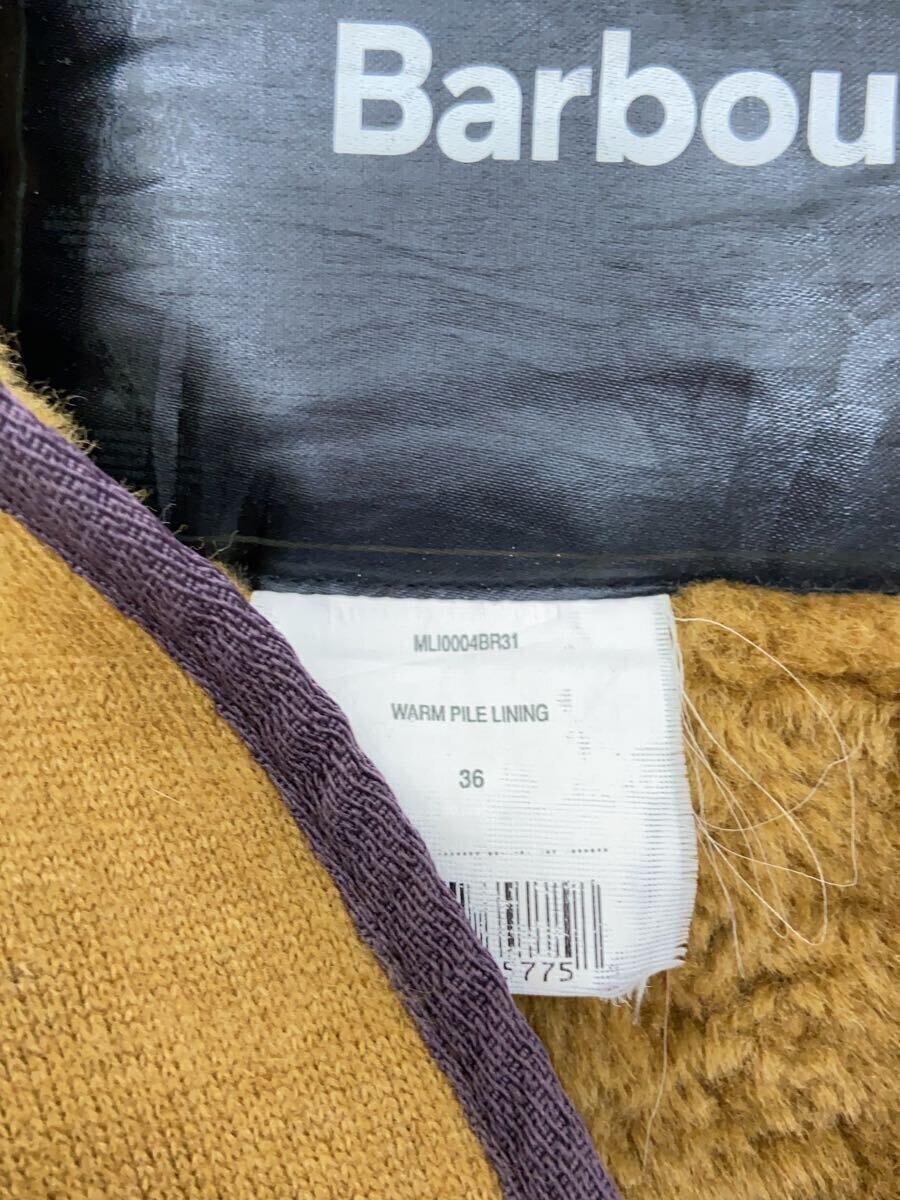 Barbou
MLI0004BR31
WARM PILE LINING
36
775